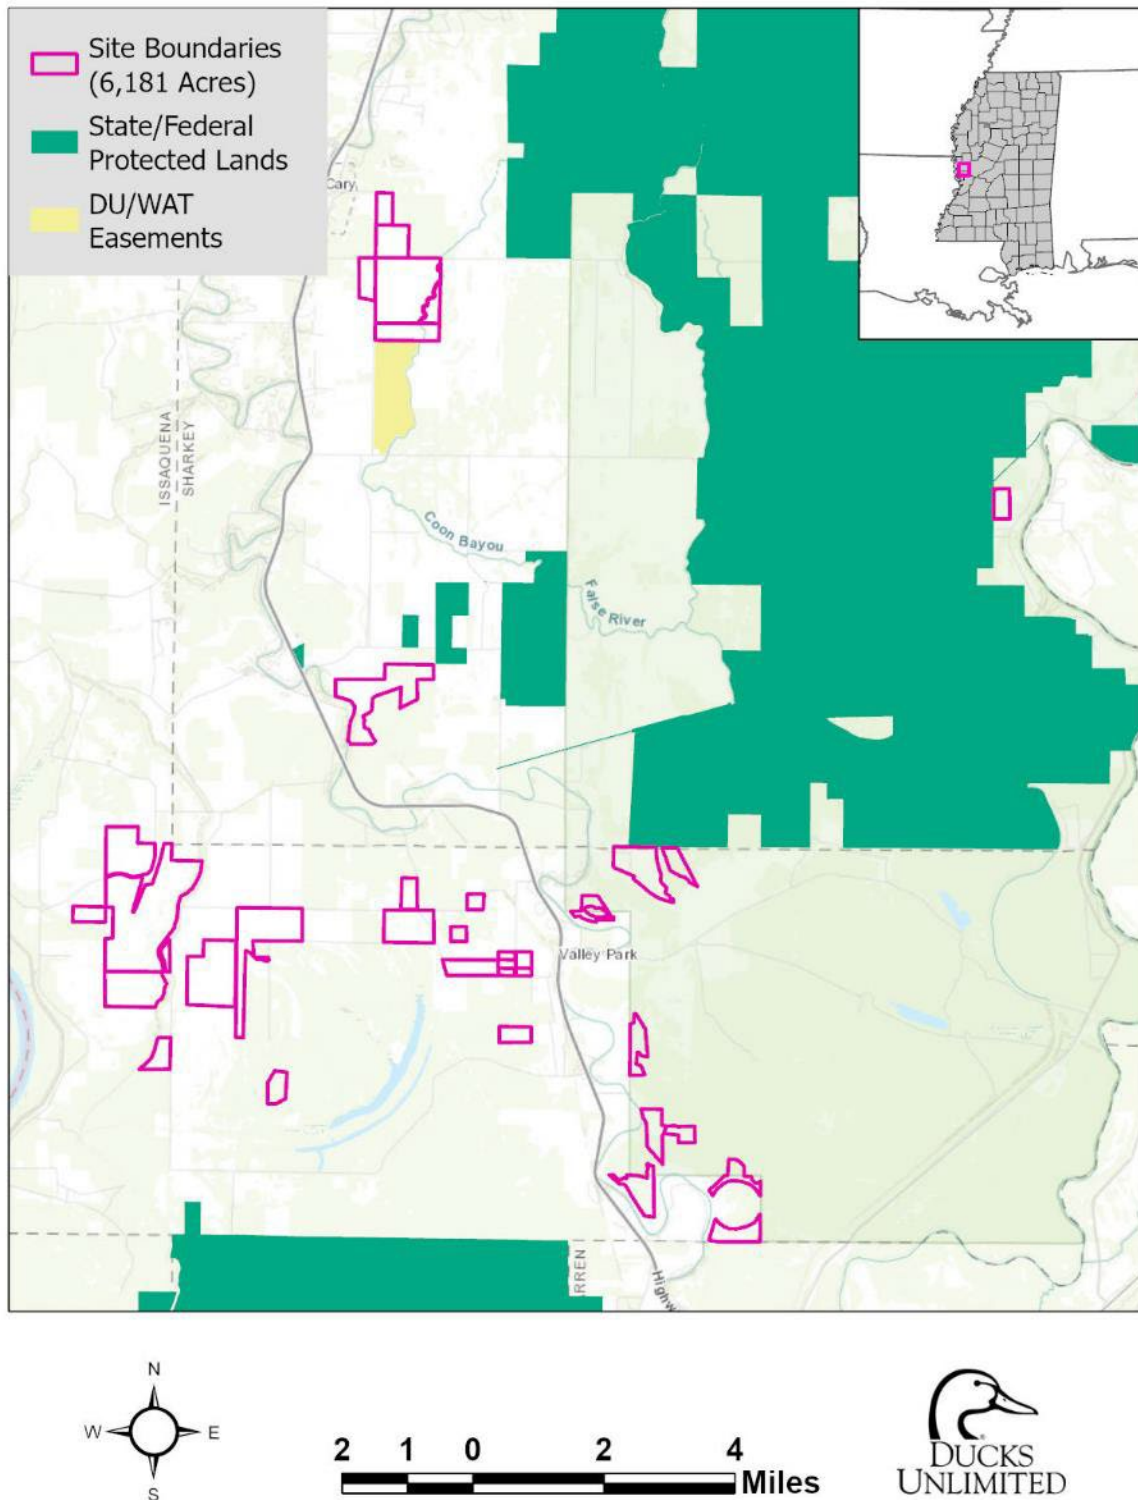 Site Boundaries
(6,181 Acres)
State/Federal
Protected Lands
DU/WAT
Easements
Cary
ISSAQUENA
SHARKEY
Coon Bayou
False River
Valley Park
ARREN
Highw
N
W
E
S
2 1 0 2 4
Miles
DUCKS
UNLIMITED